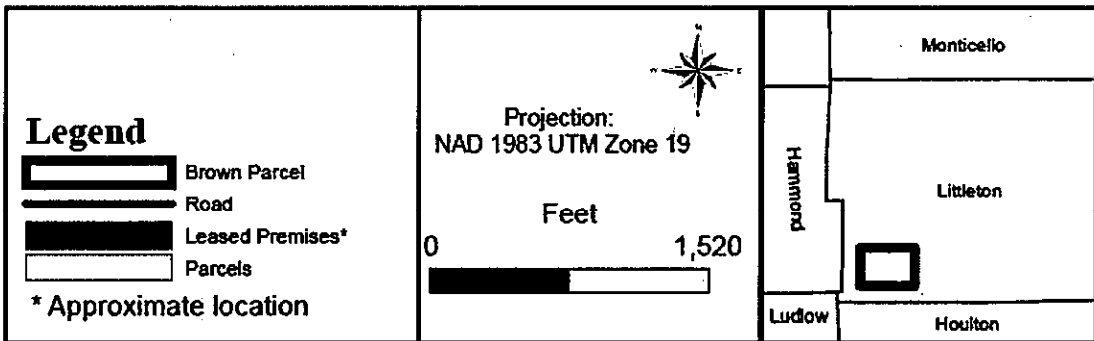 Legend
Brown Parcel
Road
Leased Premises*
Parcels
* Approximate location
N
W E
S
Projection:
NAD 1983 UTM Zone 19
Feet
0 1,520
Monticello
Hammond
Littleton
Ludlow
Houlton